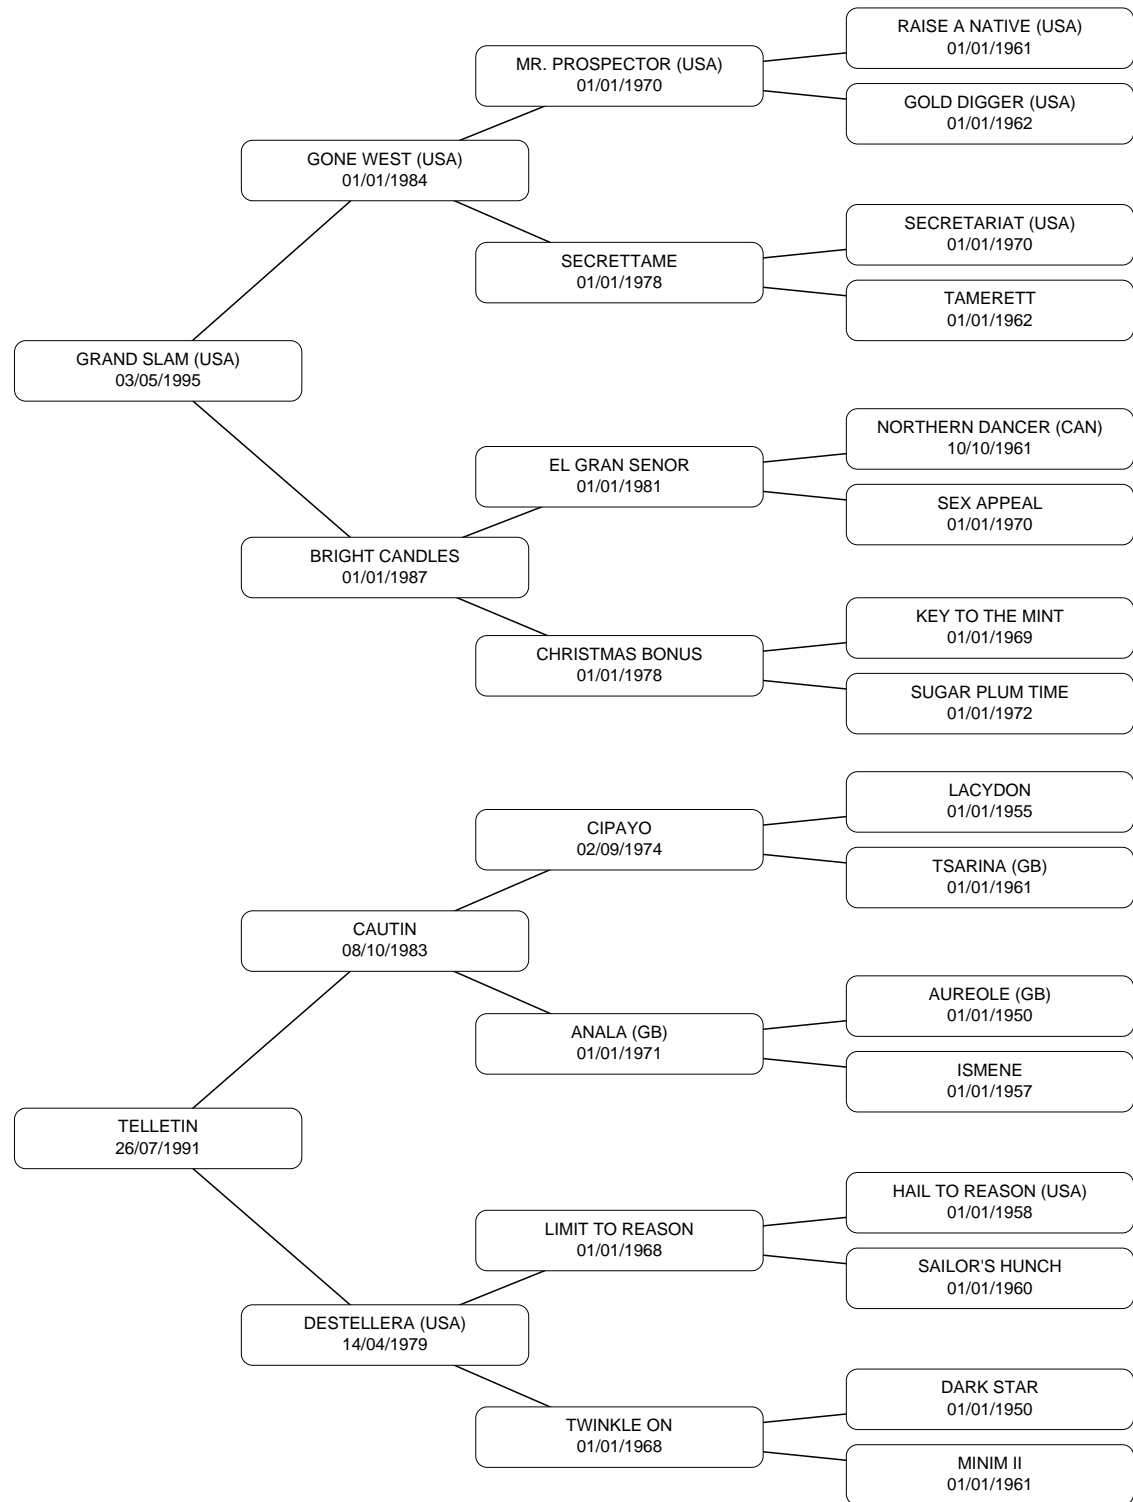 RAISE A NATIVE (USA)
01/01/1961
MR. PROSPECTOR (USA)
01/01/1970
GOLD DIGGER (USA)
01/01/1962
GONE WEST (USA)
01/01/1984
SECRETARIAT (USA)
01/01/1970
SECRETTAME
01/01/1978
TAMERETT
01/01/1962
GRAND SLAM (USA)
03/05/1995
NORTHERN DANCER (CAN)
10/10/1961
EL GRAN SENOR
01/01/1981
SEX APPEAL
01/01/1970
BRIGHT CANDLES
01/01/1987
KEY TO THE MINT
01/01/1969
CHRISTMAS BONUS
01/01/1978
SUGAR PLUM TIME
01/01/1972
LACYDON
01/01/1955
CIPAYO
02/09/1974
TSARINA (GB)
01/01/1961
CAUTIN
08/10/1983
AUREOLE (GB)
01/01/1950
ANALA (GB)
01/01/1971
ISMENE
01/01/1957
TELLETIN
26/07/1991
HAIL TO REASON (USA)
01/01/1958
LIMIT TO REASON
01/01/1968
SAILOR'S HUNCH
01/01/1960
DESTELLERA (USA)
14/04/1979
DARK STAR
01/01/1950
TWINKLE ON
01/01/1968
MINIM II
01/01/1961